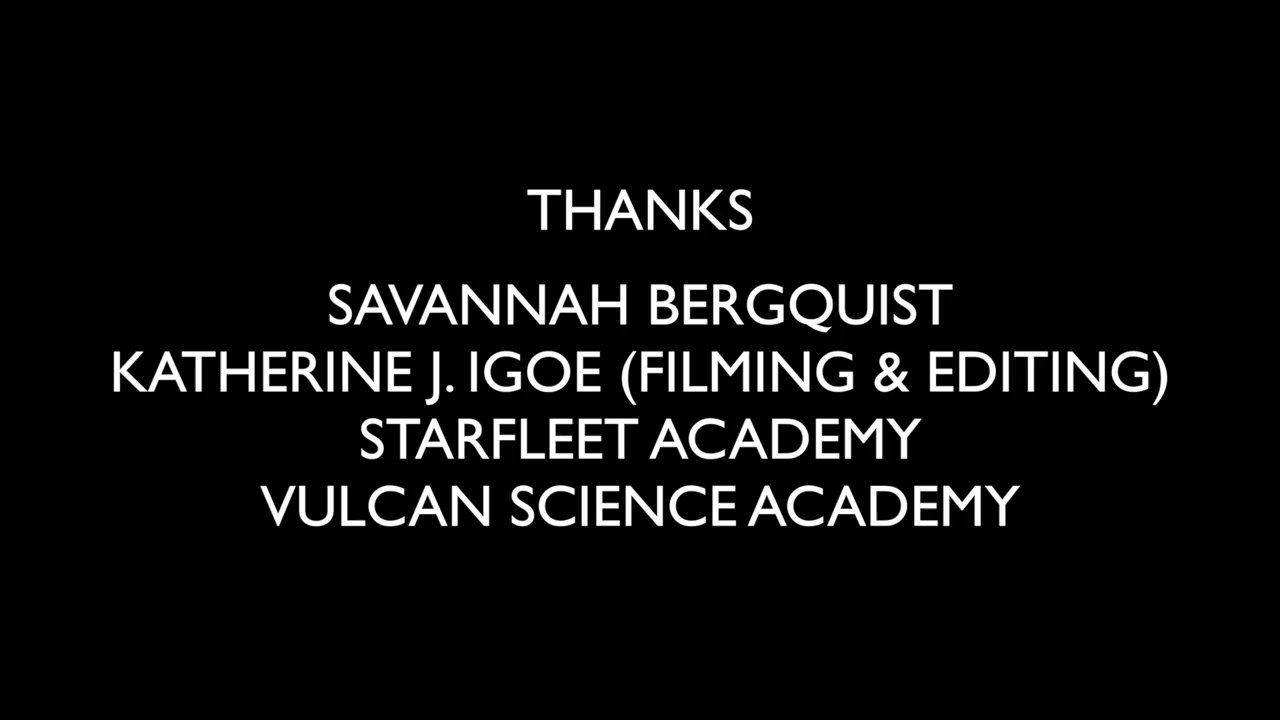 THANKS
SAVANNAH BERGQUIST
KATHERINE J. IGOE (FILMING & EDITING)
STARFLEET ACADEMY
VULCAN SCIENCE ACADEMY